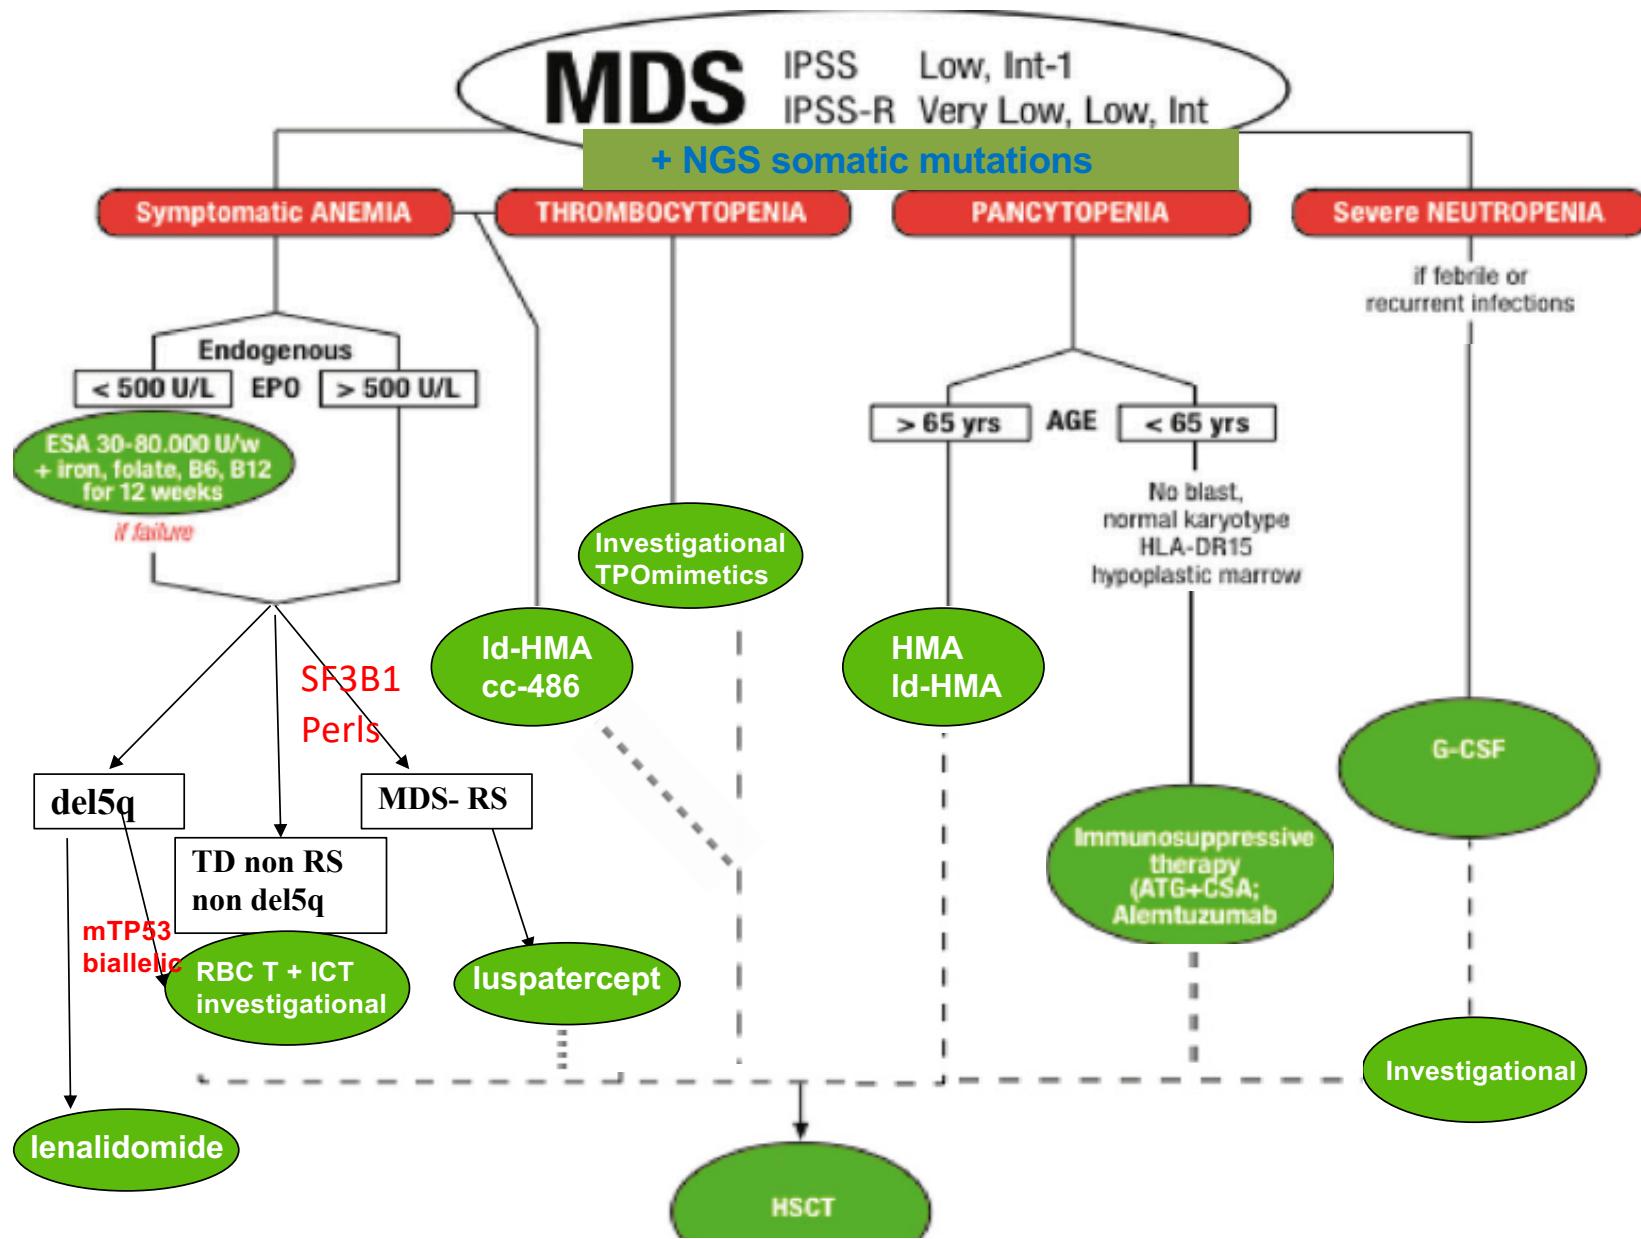 MDS
IPSS Low, Int-1
IPSS-R Very Low, Low, Int
+ NGS somatic mutations
Symptomatic ANEMIA
THROMBOCYTOPENIA
PANCYTOPENIA
Severe NEUTROPENIA
if febrile or
recurrent infections
Endogenous
< 500 U/L EPO > 500 U/L
ESA 30-80.000 U/w
+ iron, folate, B6, B12
for 12 weeks
if failure
> 65 yrs AGE < 65 yrs
No blast,
normal karyotype
HLA-DR15
hypoplastic marrow
Investigational
TPOmimetics
ld-HMA
cc-486
HMA
ld-HMA
SF3B1
Perls
G-CSF
del5q
MDS- RS
TD non RS
non del5q
Immunosuppressive
therapy
(ATG+CSA;
Alemtuzumab
mTP53
biallelic
RBC T + ICT
investigational
luspatercept
Investigational
lenalidomide
HSCT